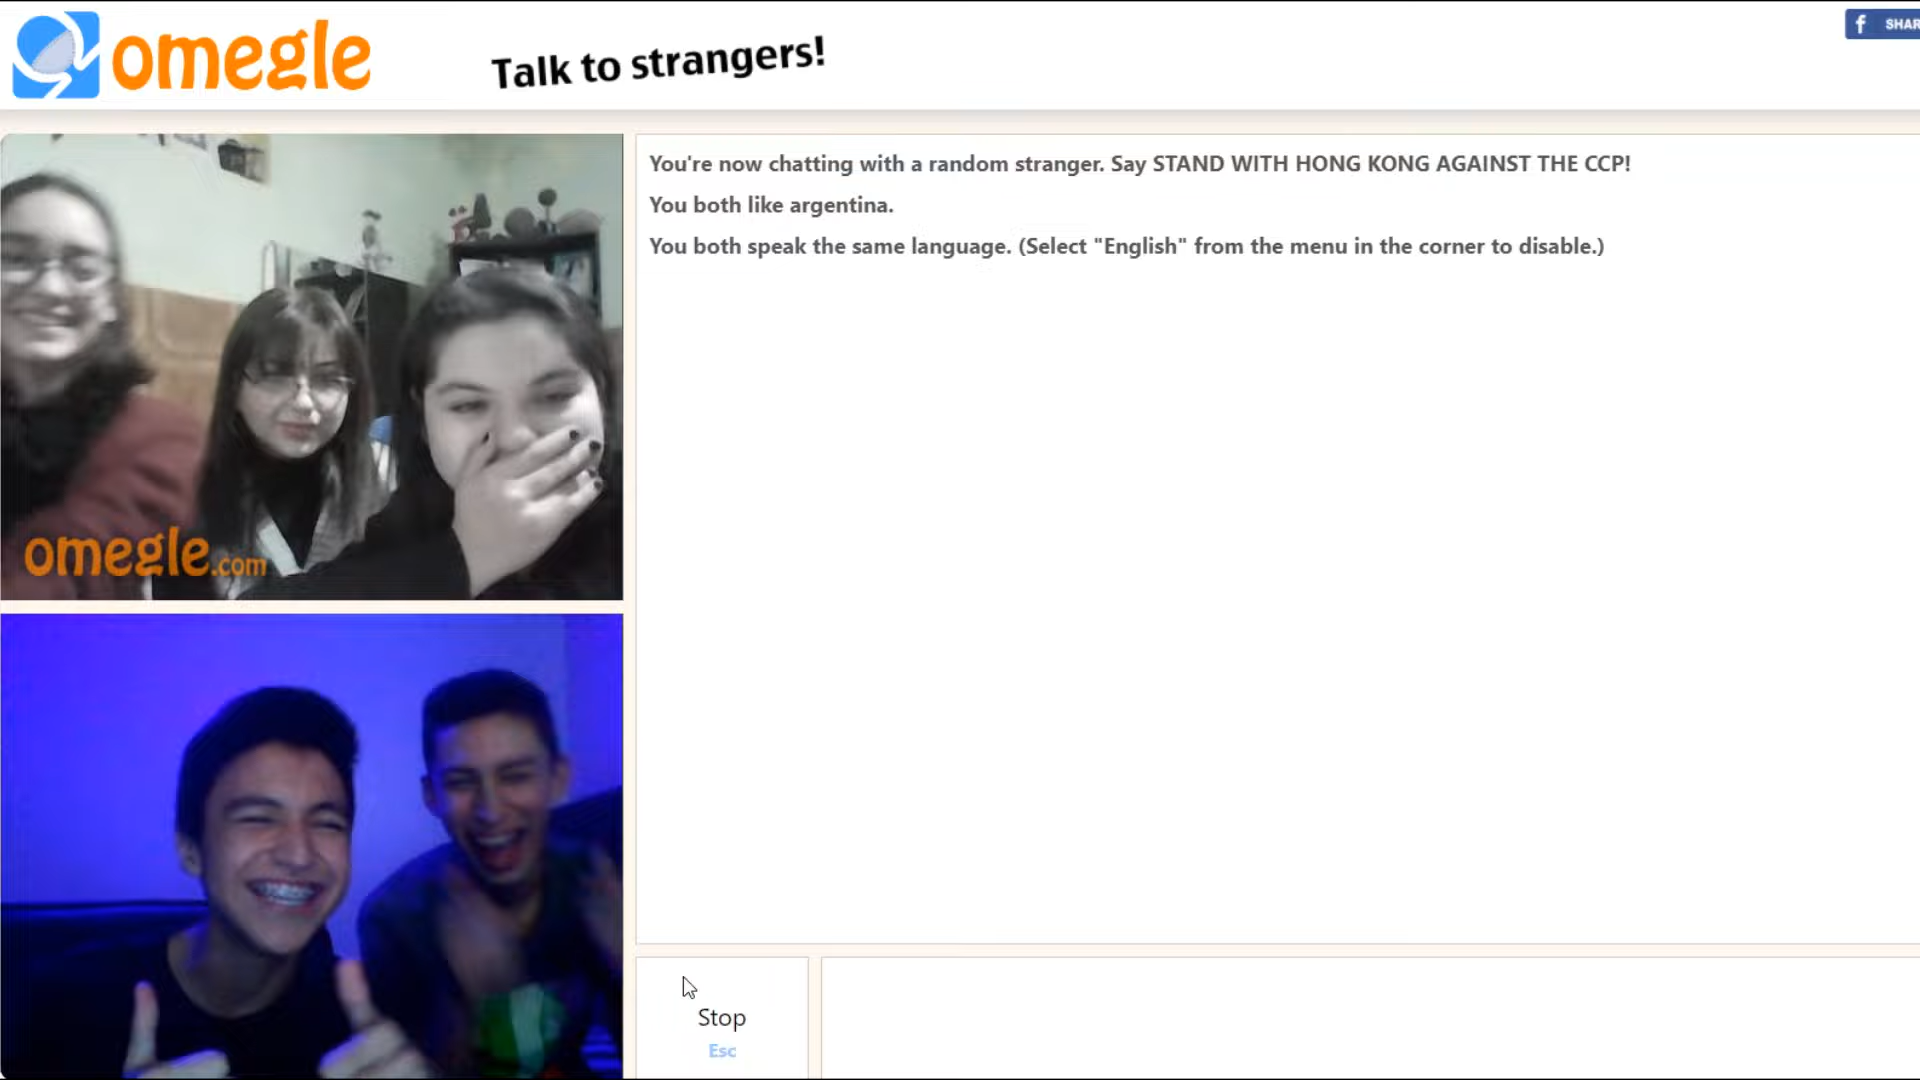 omegle
Talk to strangers!
f SHAR
You're now chatting with a random stranger. Say STAND WITH HONG KONG AGAINST THE CCP!
You both like argentina.
You both speak the same language. (Select "English" from the menu in the corner to disable.)
omegle.com
Stop
Esc